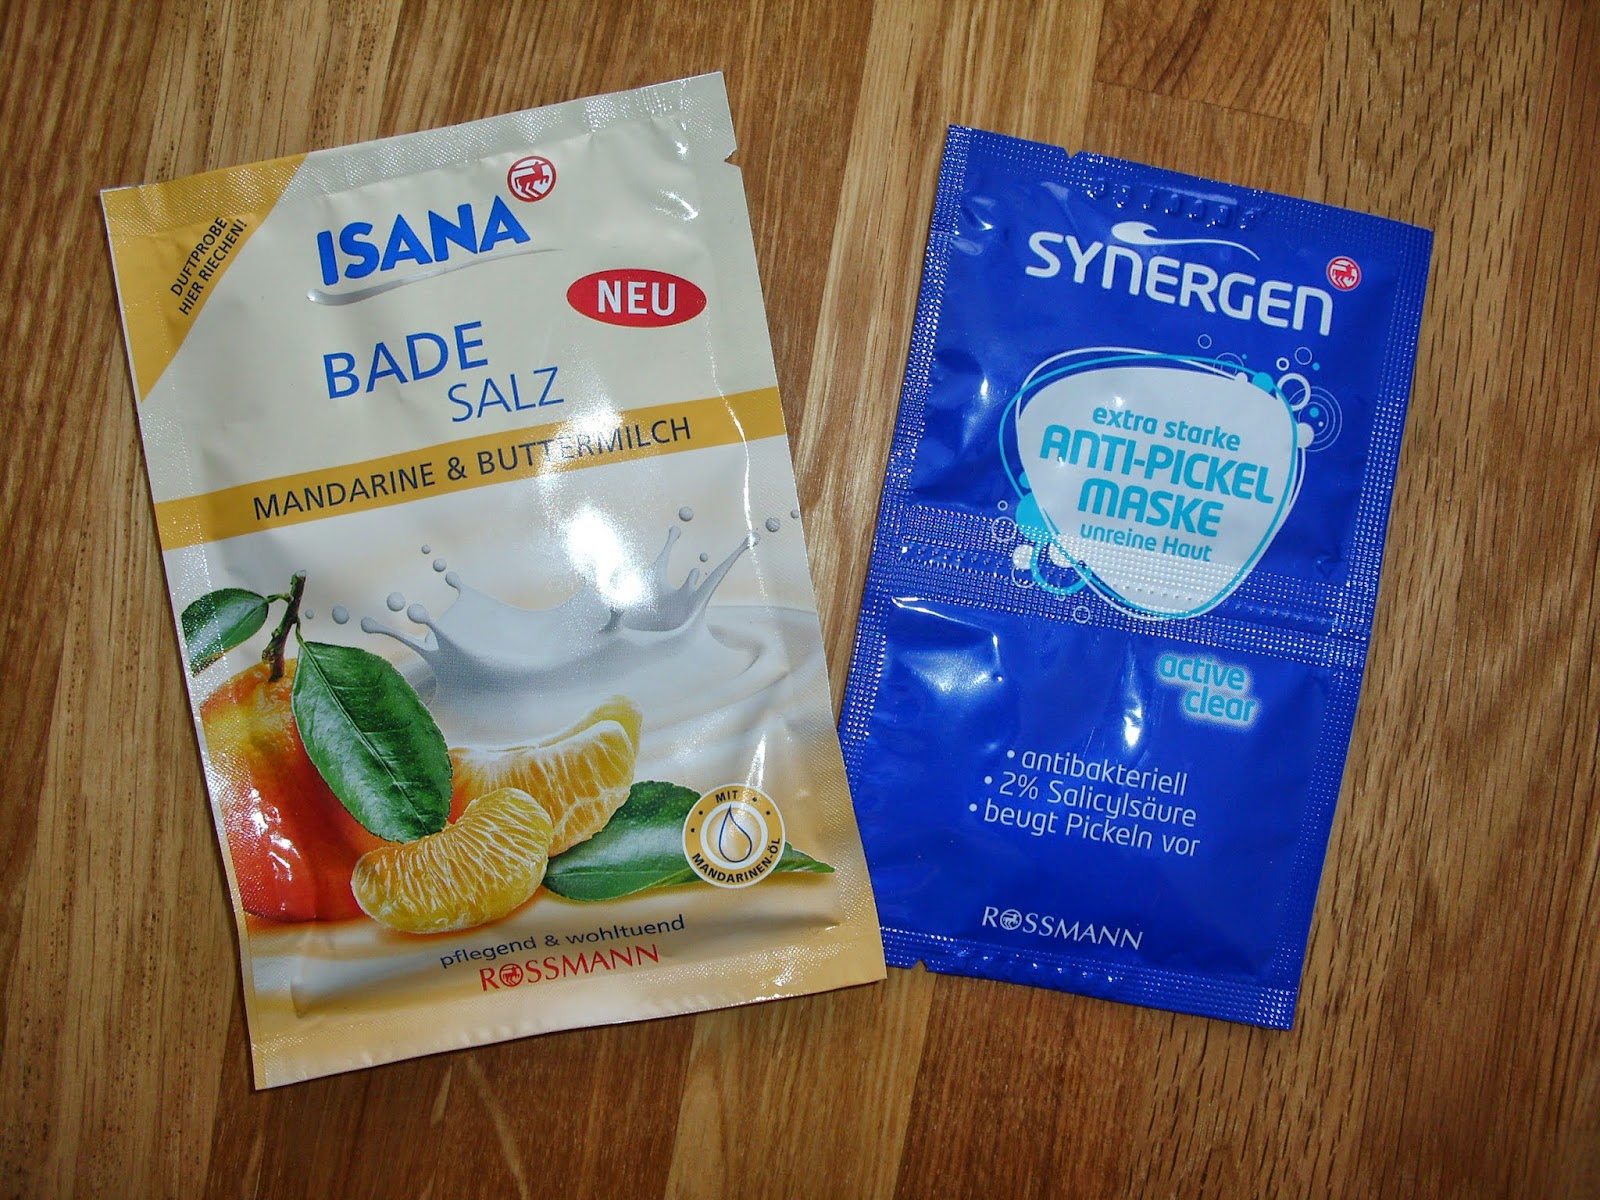 DUFTPROBE
HIER RIECHEN!
ISANA
NEU
BADE
SALZ
MANDARINE & BUTTERMILCH
MIT
MANDARINEN-ÖL
pflegend & wohltuend
ROSSMANN
SYNERGEN
extra starke
ANTI-PICKEL
MASKE
unreine Haut
active
clear
• antibakteriell
• 2% Salicylsäure
• beugt Pickeln vor
ROSSMANN